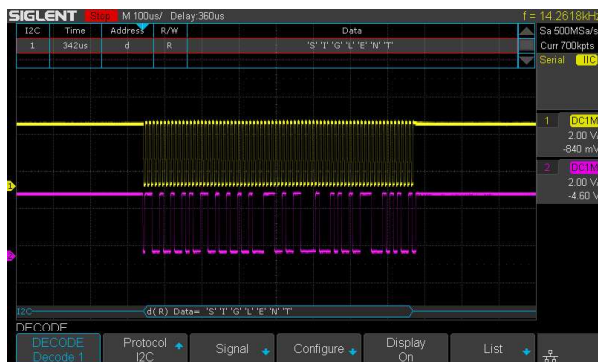 SIGLENT Stop M 100us/ Delay:360us f = 14.2618kHz
I2C Time Address R/W Data
1 342us d R 'S' 'I' 'G' 'L' 'E' 'N' 'T'
Sa 500MSa/s
Curr 700kpts
Serial IIC
1 DC1M
2.00 V/
-840 mV
2 DC1M
2.00 V/
-4.60 V
1
2
I2C d( R ) Data= 'S' 'I' 'G' 'L' 'E' 'N' 'T'
DECODE
DECODE Protocol Signal Configure Display List
Decode 1 I2C On